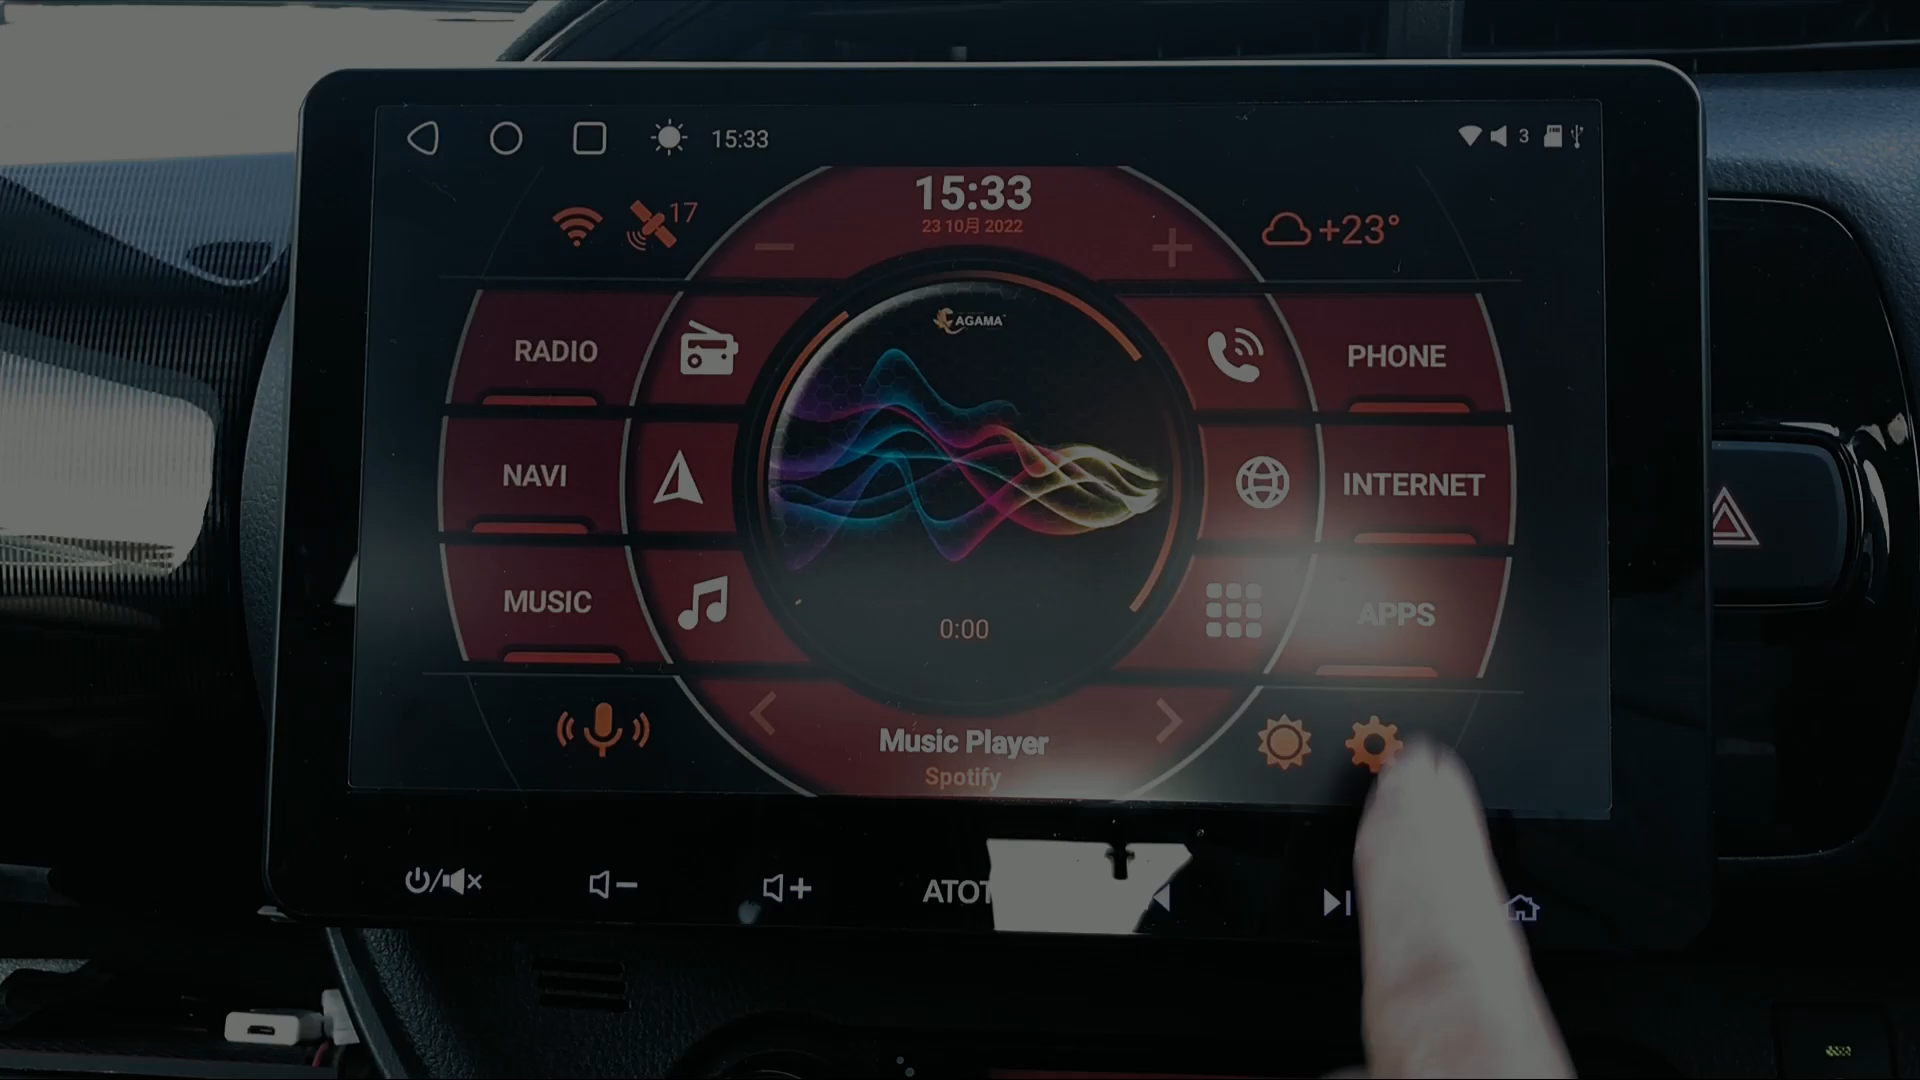 15:33
3
15:33
23 10月 2022
17
+23°
AGAMA
RADIO
PHONE
NAVI
INTERNET
MUSIC
APPS
0:00
Music Player
Spotify
ATOT